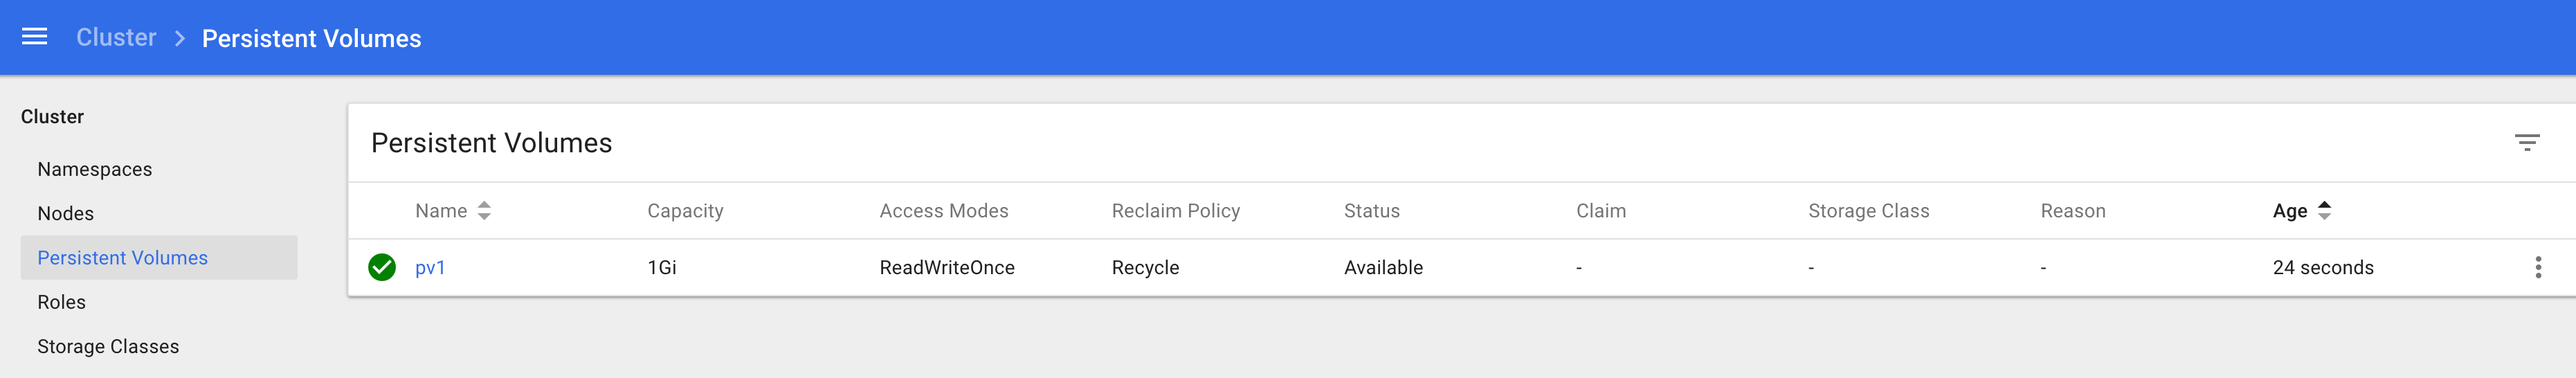 Cluster > Persistent Volumes
Cluster
Namespaces
Nodes
Persistent Volumes
Roles
Storage Classes
Persistent Volumes
Name Capacity Access Modes Reclaim Policy Status Claim Storage Class Reason Age
pv1 1Gi ReadWriteOnce Recycle Available - - - 24 seconds